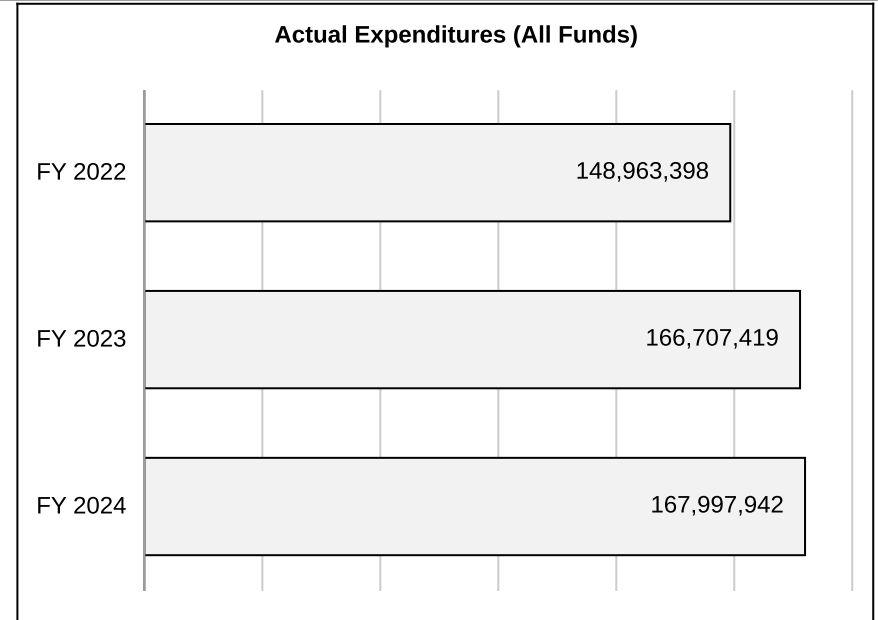 Actual Expenditures (All Funds)
FY 2022 148,963,398
FY 2023 166,707,419
FY 2024 167,997,942